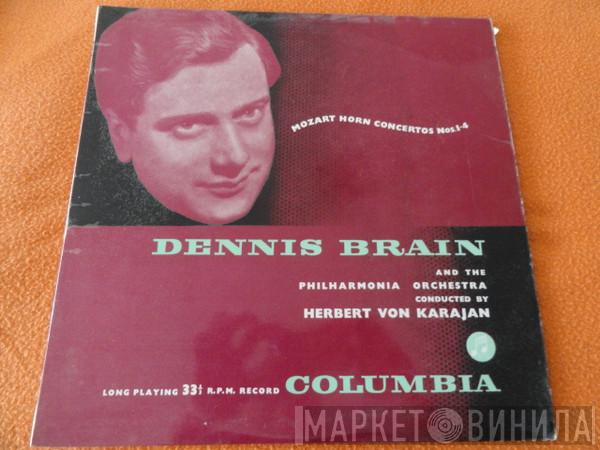 MOZART HORN CONCERTOS Nos.1-4
DENNIS BRAIN
AND THE
PHILHARMONIA ORCHESTRA
CONDUCTED BY
HERBERT VON KARAJAN
LONG PLAYING 33⅓ R.P.M. RECORD COLUMBIA
МАРКЕТ ВИНИЛА